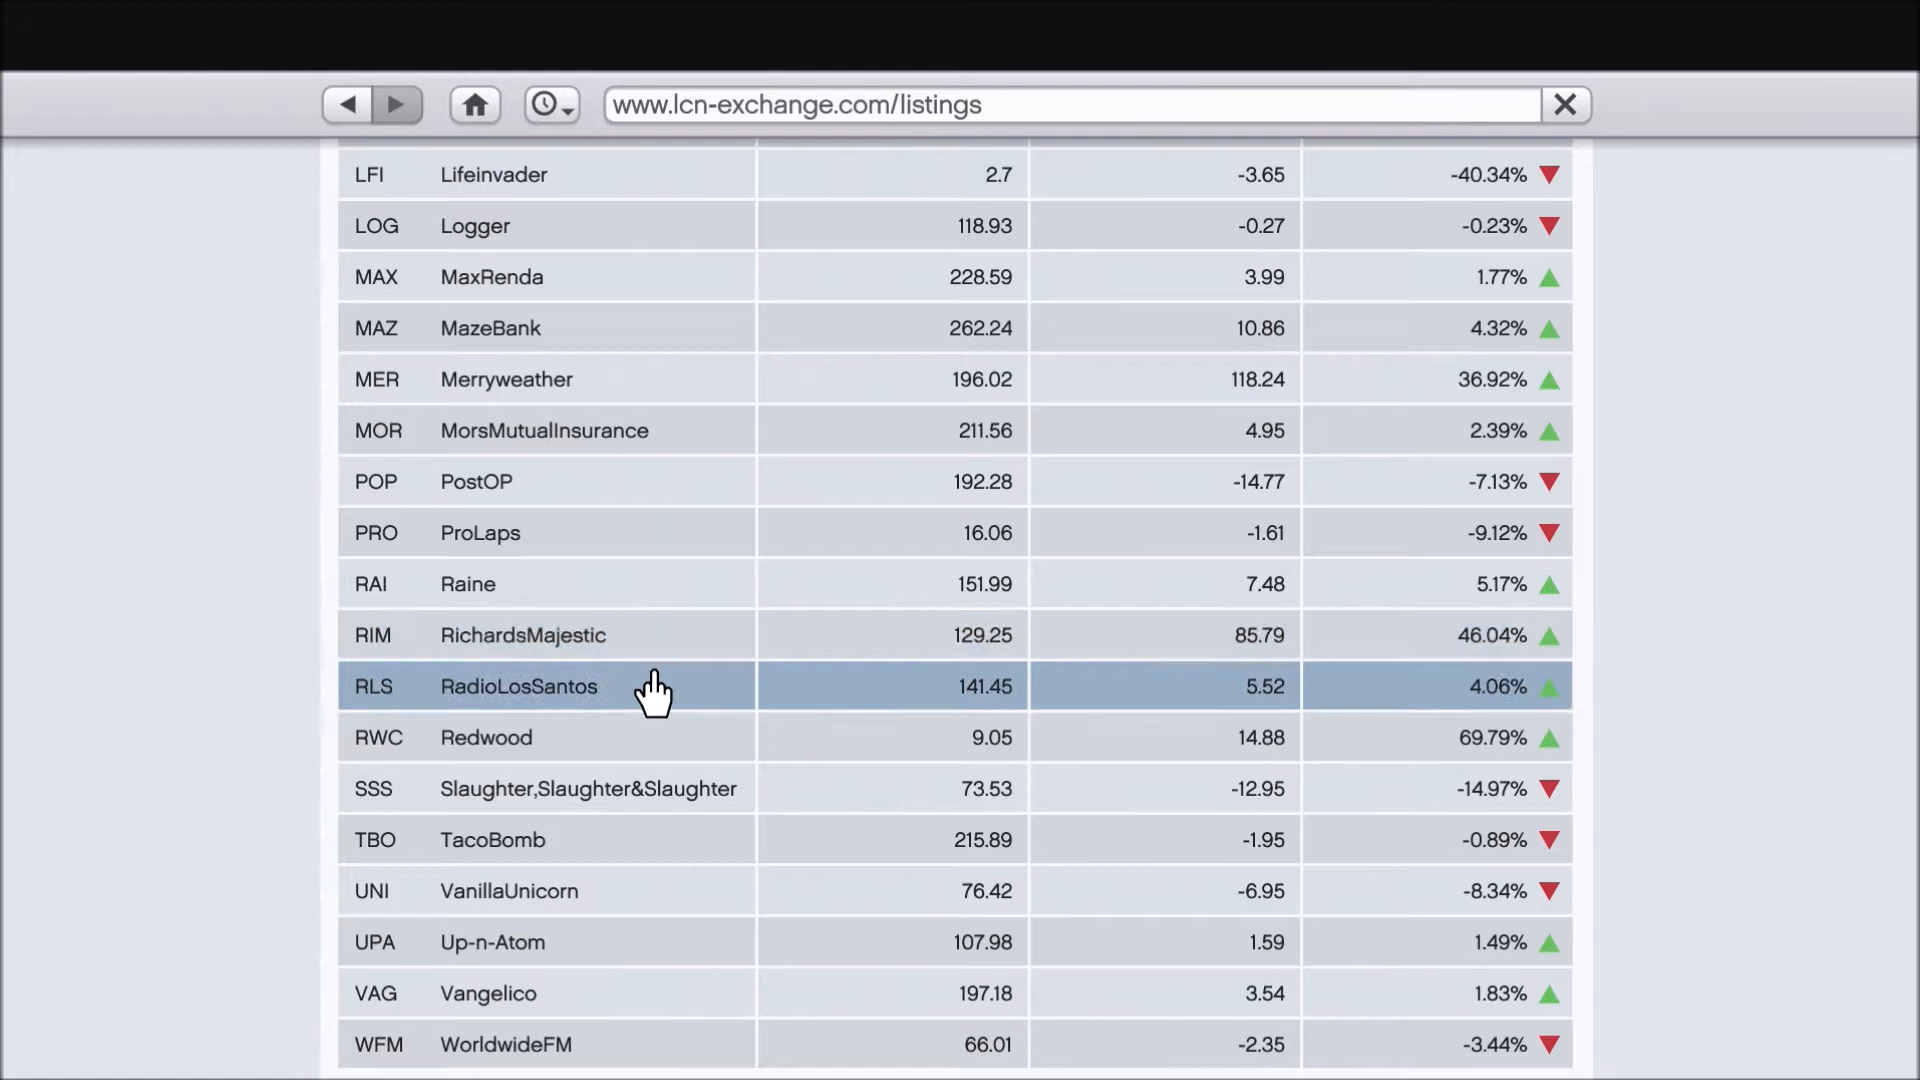 www.lcn-exchange.com/listings
LFI Lifeinvader 2.7 -3.65 -40.34%
LOG Logger 118.93 -0.27 -0.23%
MAX MaxRenda 228.59 3.99 1.77%
MAZ MazeBank 262.24 10.86 4.32%
MER Merryweather 196.02 118.24 36.92%
MOR MorsMutualInsurance 211.56 4.95 2.39%
POP PostOP 192.28 -14.77 -7.13%
PRO ProLaps 16.06 -1.61 -9.12%
RAI Raine 151.99 7.48 5.17%
RIM RichardsMajestic 129.25 85.79 46.04%
RLS RadioLosSantos 141.45 5.52 4.06%
RWC Redwood 9.05 14.88 69.79%
SSS Slaughter,Slaughter&Slaughter 73.53 -12.95 -14.97%
TBO TacoBomb 215.89 -1.95 -0.89%
UNI VanillaUnicorn 76.42 -6.95 -8.34%
UPA Up-n-Atom 107.98 1.59 1.49%
VAG Vangelico 197.18 3.54 1.83%
WFM WorldwideFM 66.01 -2.35 -3.44%